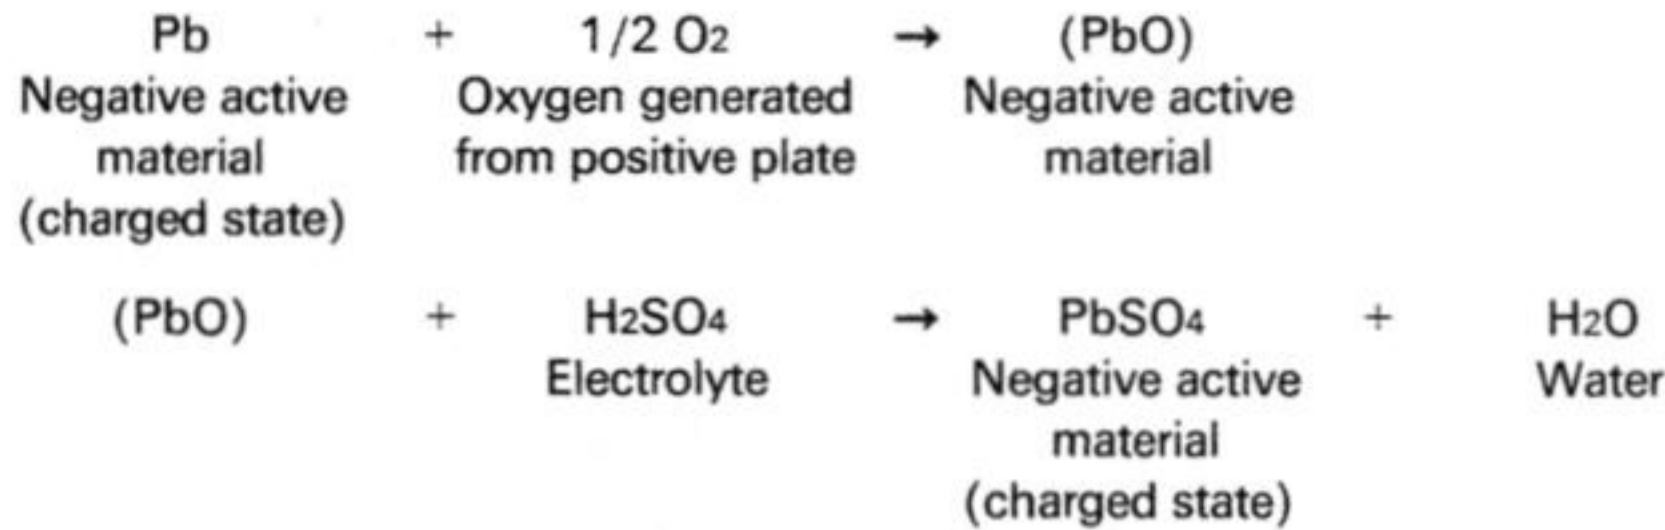 Pb + 1/2 O2 → (PbO)
Negative active Oxygen generated Negative active
material from positive plate material
(charged state)
(PbO) + H2SO4 → PbSO4 + H2O
Electrolyte Negative active Water
material
(charged state)